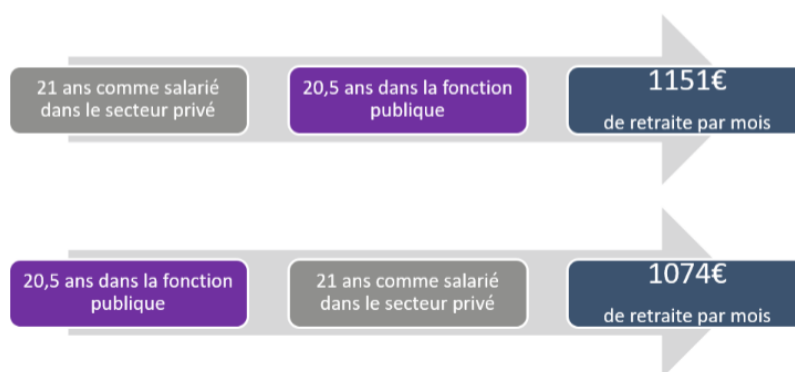 21 ans comme salarié
dans le secteur privé
20,5 ans dans la fonction
publique
1151€
de retraite par mois
20,5 ans dans la fonction
publique
21 ans comme salarié
dans le secteur privé
1074€
de retraite par mois